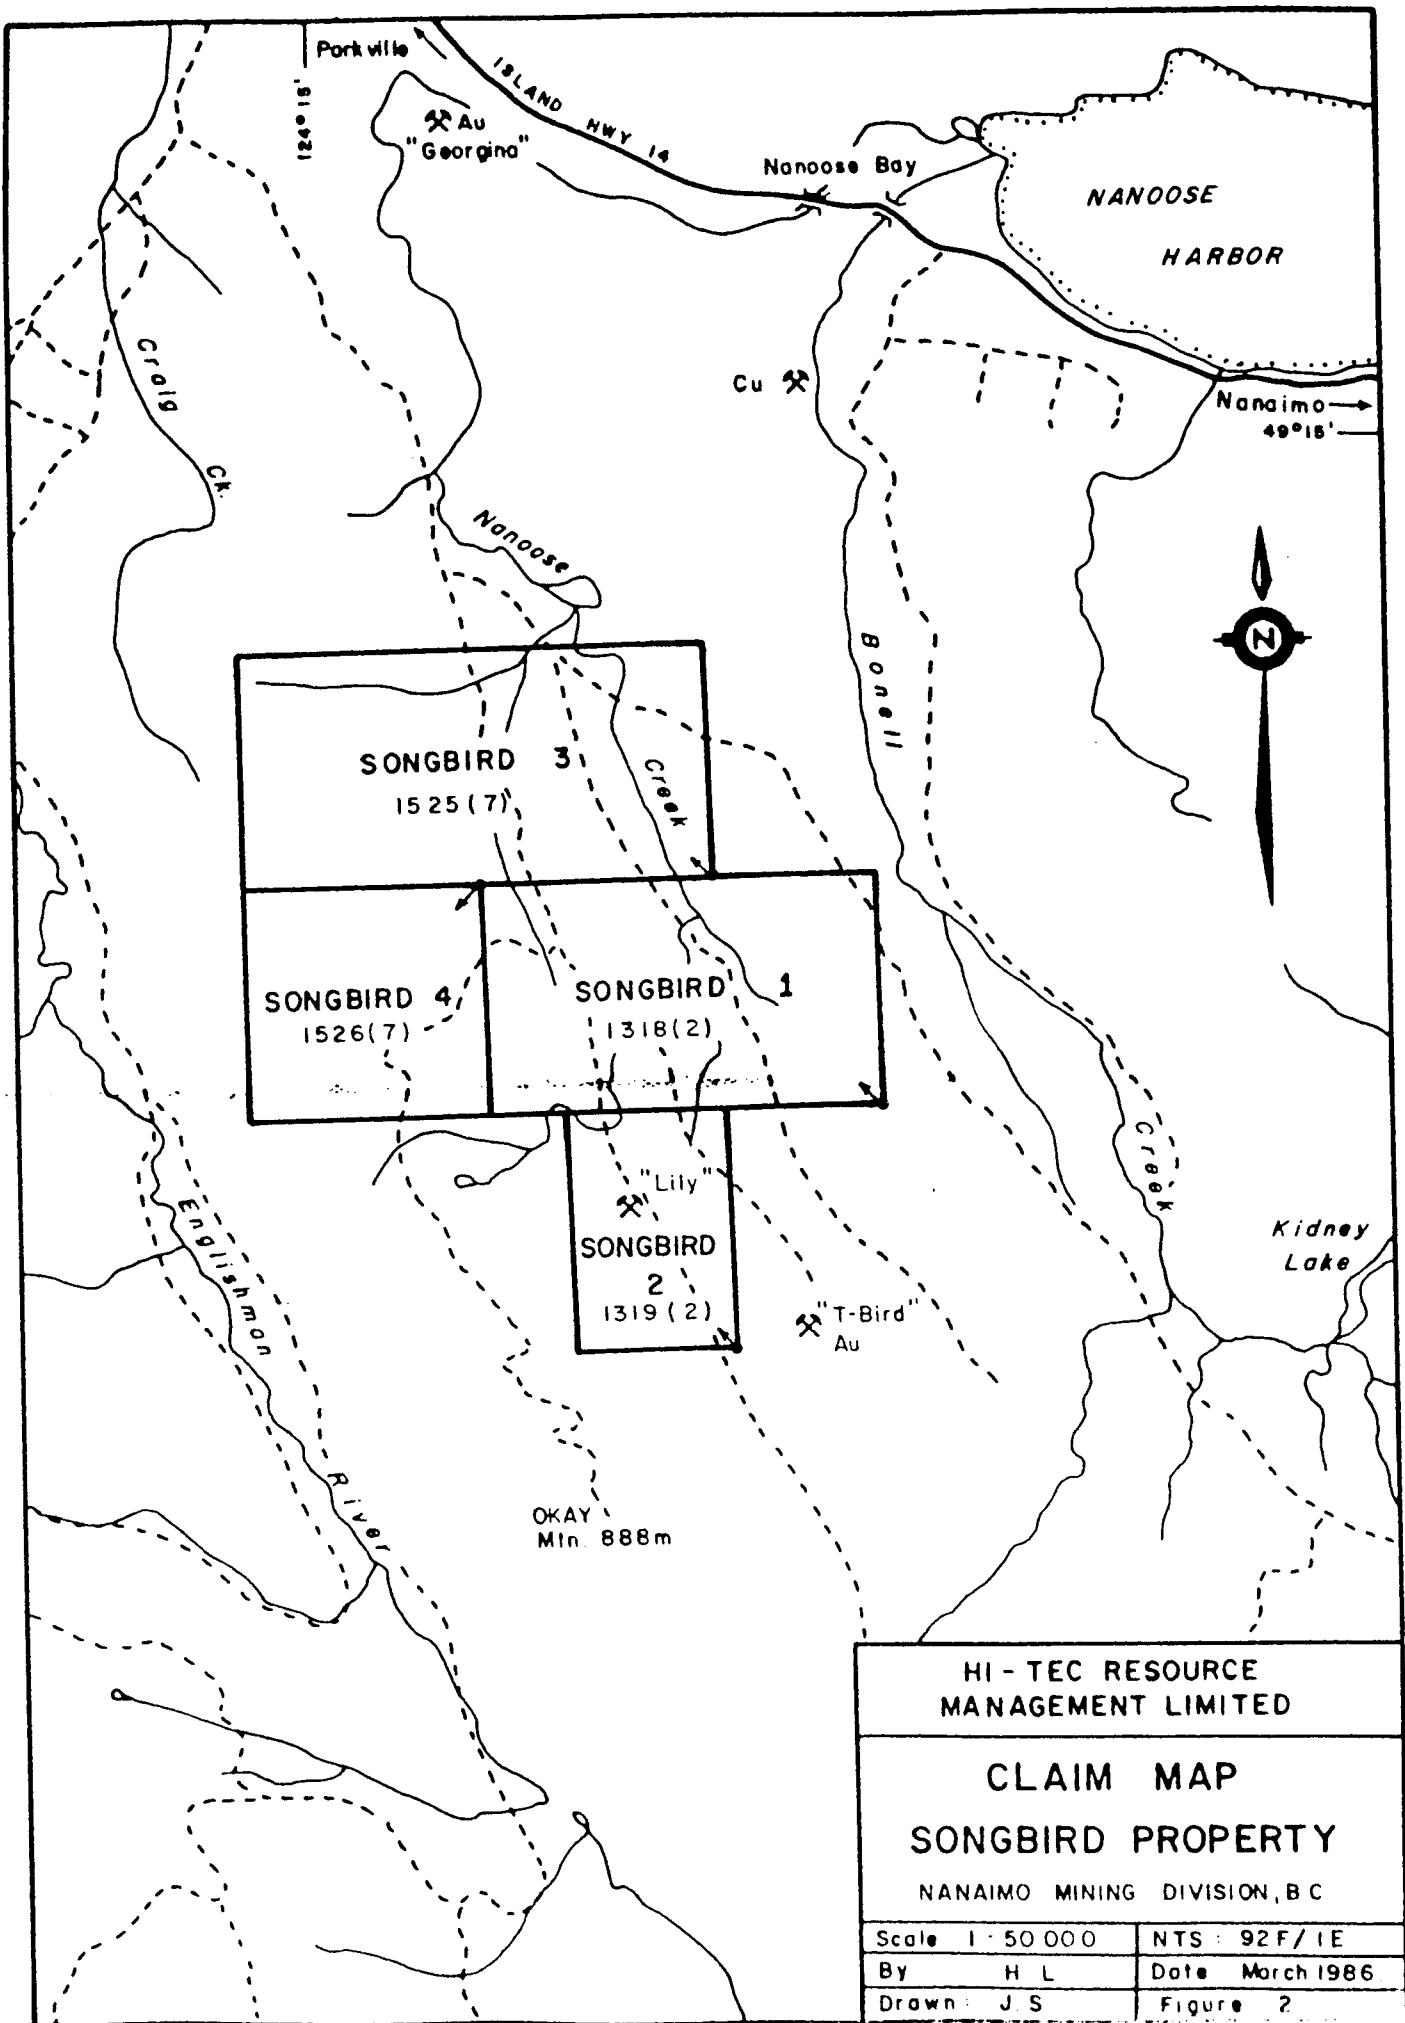 Parkville
124°15'
ISLAND HWY 14
Au
"Georgina"
Nanoose Bay
NANOOSE
HARBOR
Cu
Nanaimo
49°15'
Craig Ck.
Nanoose
Creek
Bonell
Creek
N
SONGBIRD 3
1525(7)
SONGBIRD 4
1526(7)
SONGBIRD 1
1318(2)
"Lily"
SONGBIRD
2
1319(2)
"T-Bird"
Au
Kidney
Lake
Englishman
River
OKAY
Mtn. 888m
HI-TEC RESOURCE
MANAGEMENT LIMITED
CLAIM MAP
SONGBIRD PROPERTY
NANAIMO MINING DIVISION, B C
Scale 1:50 000
NTS: 92F/1E
By H L
Date March 1986
Drawn: J.S
Figure 2